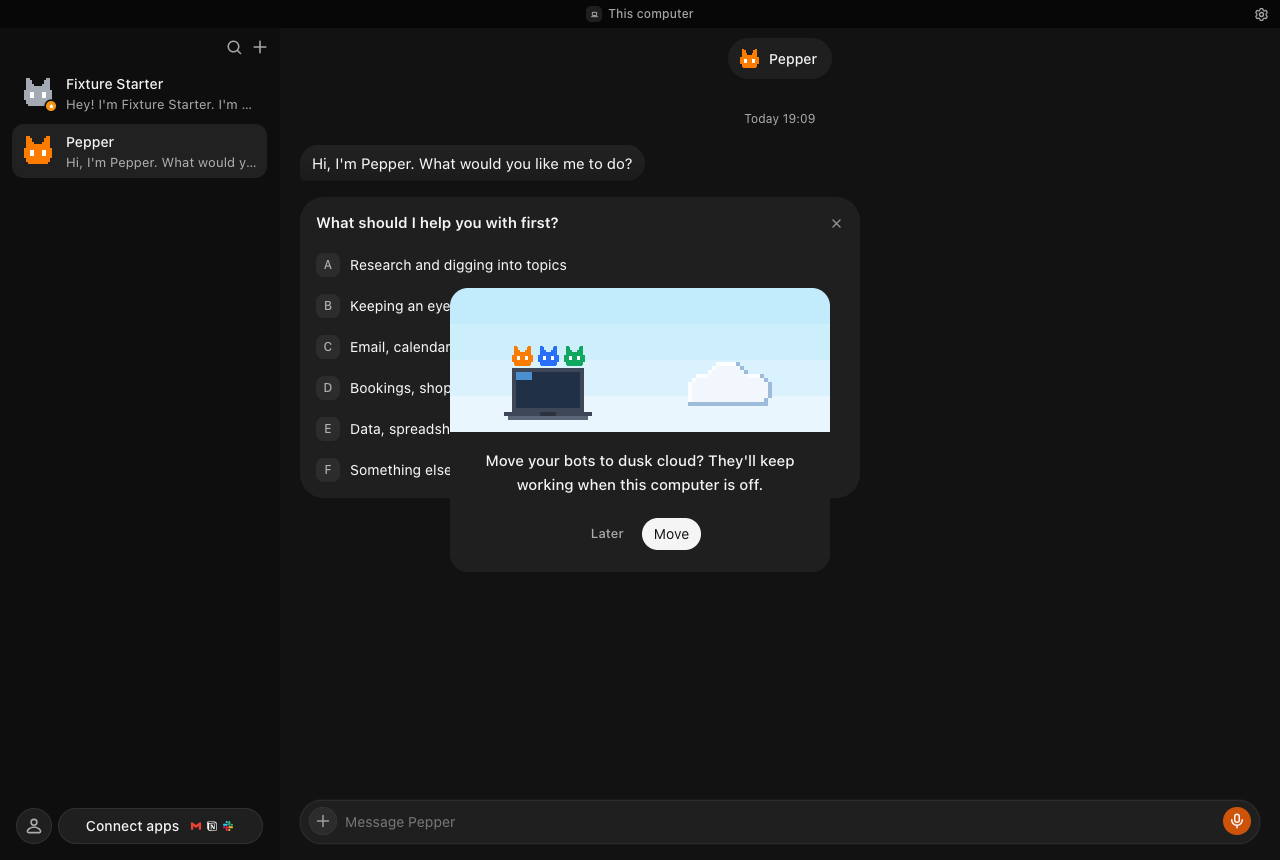 This computer
Fixture Starter
Hey! I'm Fixture Starter. I'm ...
Pepper
Hi, I'm Pepper. What would y...
Pepper
Today 19:09
Hi, I'm Pepper. What would you like me to do?
What should I help you with first?
A Research and digging into topics
B Keeping an eye
C Email, calendar
D Bookings, shop
E Data, spreadsh
F Something else
Move your bots to dusk cloud? They'll keep
working when this computer is off.
Later Move
Connect apps
Message Pepper